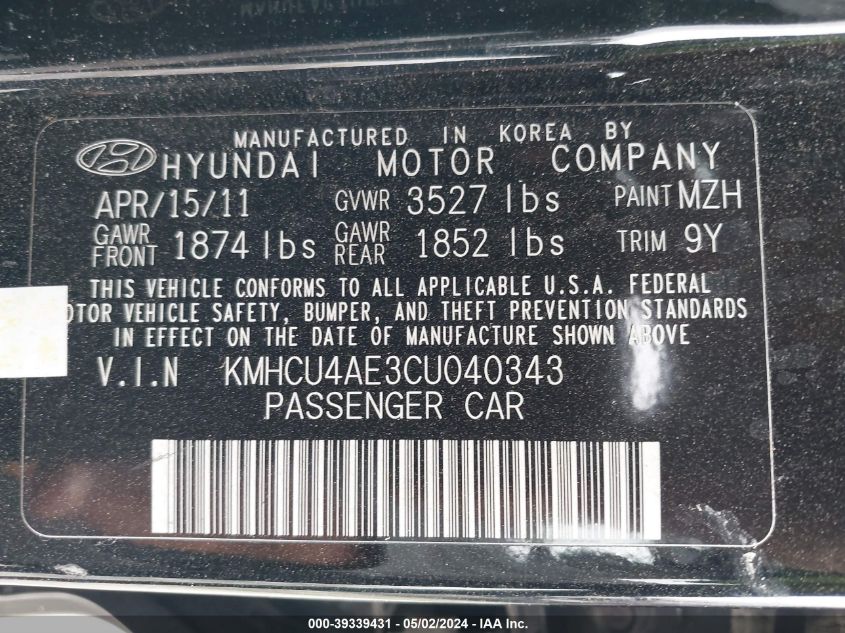 MANUFACTURED IN KOREA BY
HYUNDAI MOTOR COMPANY
APR/15/11 GVWR 3527 lbs PAINT MZH
GAWR FRONT 1874 lbs GAWR REAR 1852 lbs TRIM 9Y
THIS VEHICLE CONFORMS TO ALL APPLICABLE U.S.A. FEDERAL
VEHICLE SAFETY, BUMPER, AND THEFT PREVENTION STANDARDS
IN EFFECT ON THE DATE OF MANUFACTURE SHOWN ABOVE
V.I.N KMHCU4AE3CU040343
PASSENGER CAR
000-39339431 - 05/02/2024 - IAA Inc.